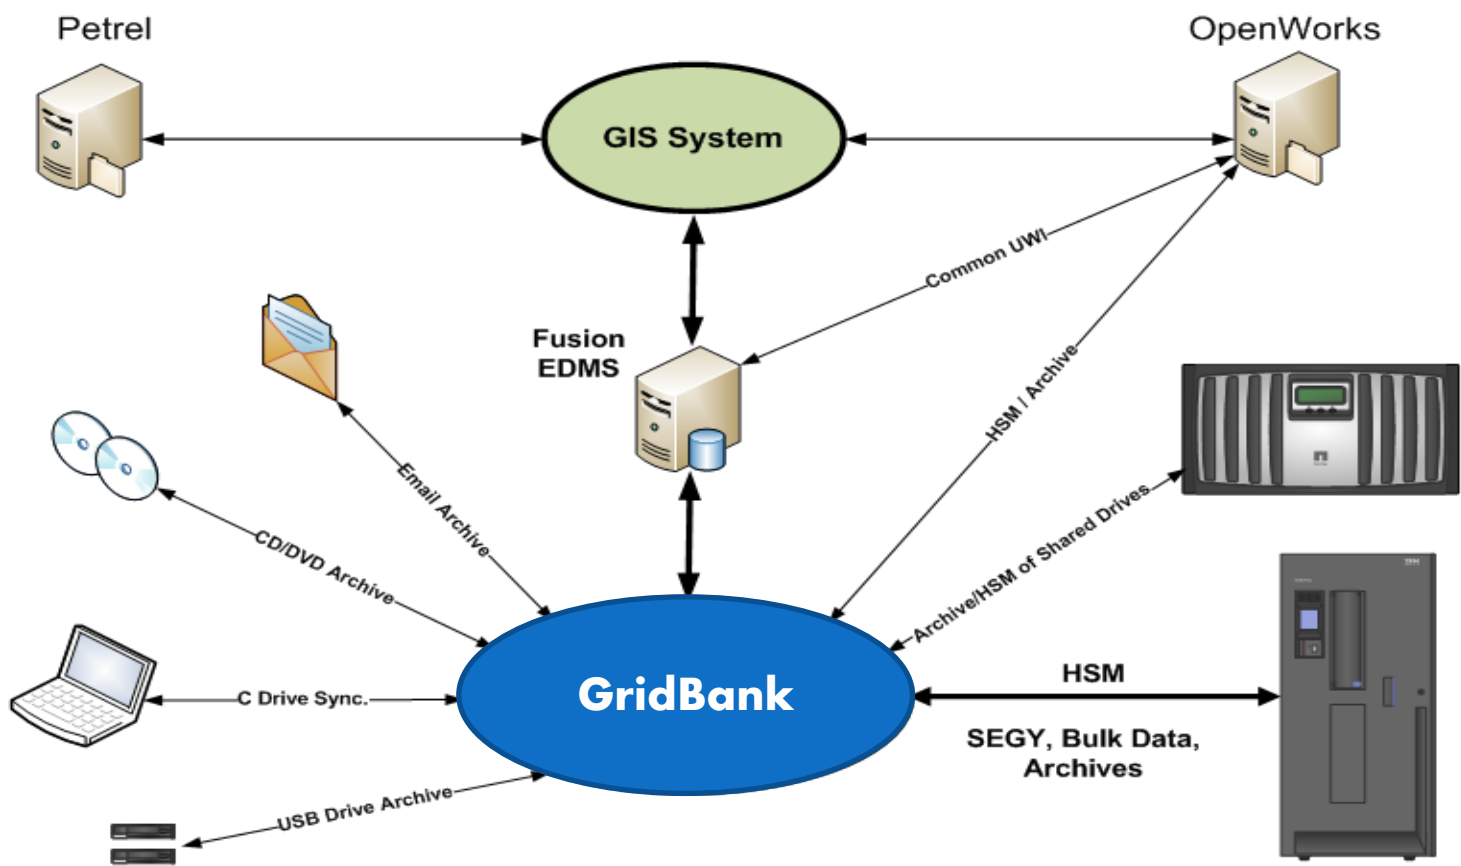 Petrel
OpenWorks
GIS System
Common UWI
Fusion
EDMS
HSM / Archive
Email Archive
CD/DVD Archive
Archive/HSM of Shared Drives
C Drive Sync.
GridBank
HSM
SEGY, Bulk Data,
Archives
USB Drive Archive
IBM